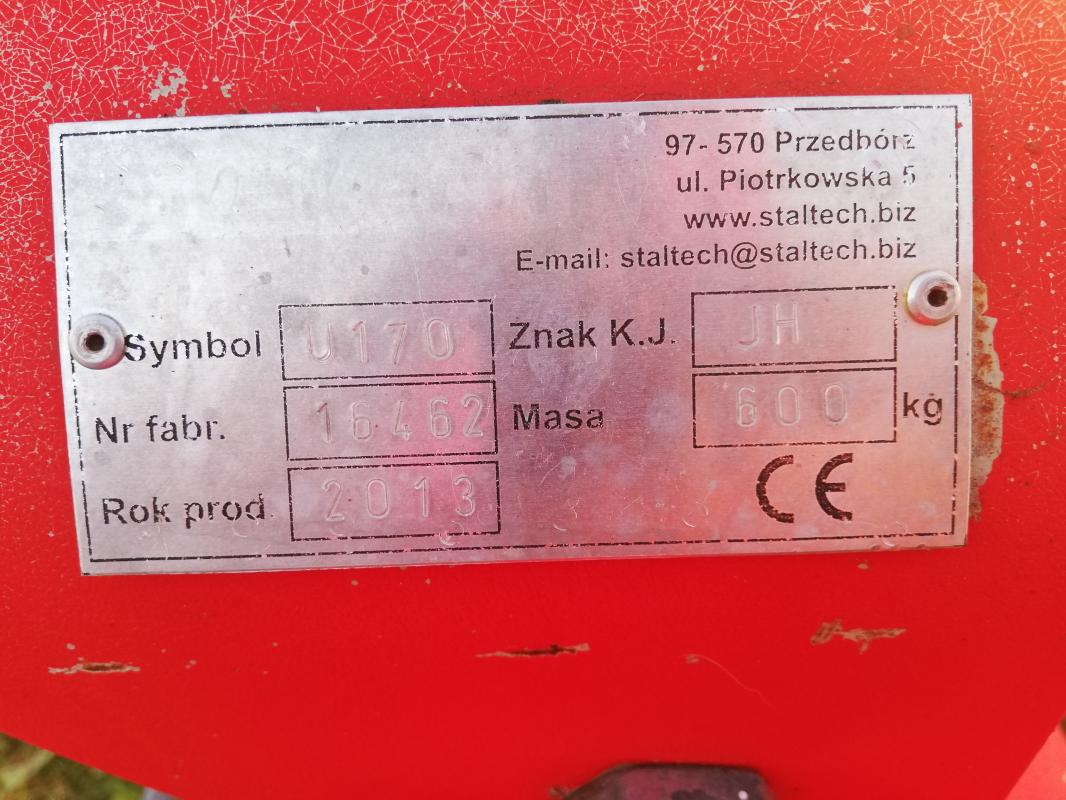 97-570 Przedbórz
ul. Piotrkowska 5
www.staltech.biz
E-mail: staltech@staltech.biz
Symbol U170 Znak K.J. JH
Nr fabr. 16462 Masa 600 kg
Rok prod. 2013 CE